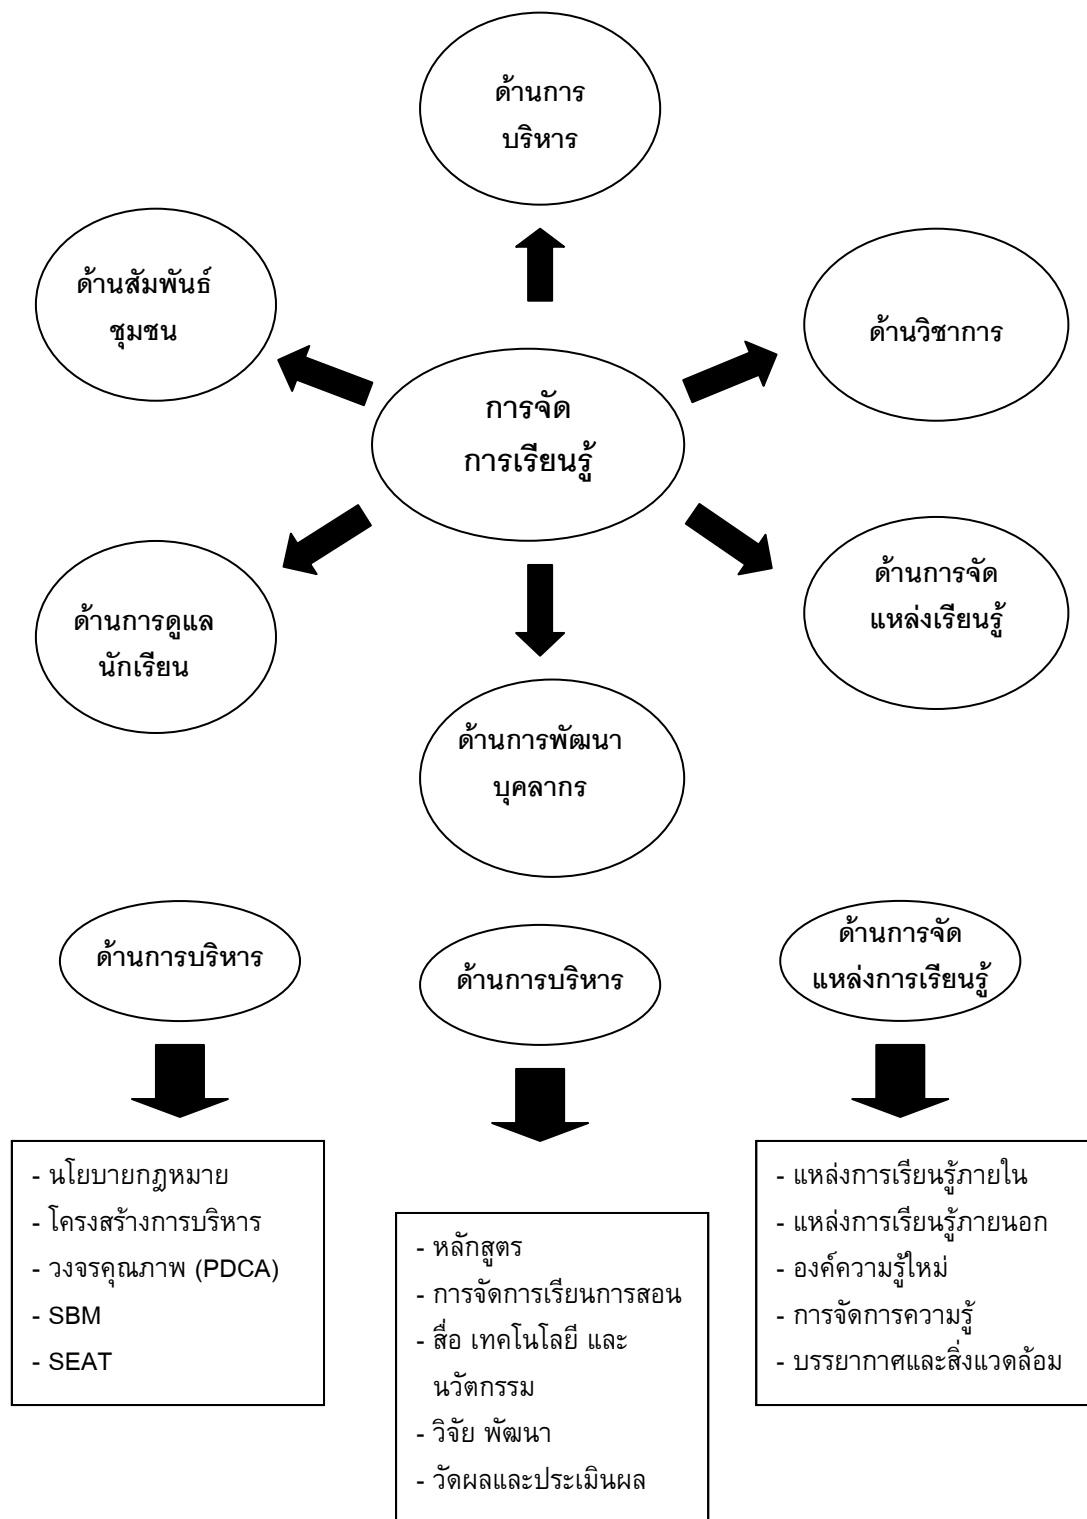 ด้านการ
บริหาร
ด้านสัมพันธ์
ชุมชน
ด้านวิชาการ
การจัด
การเรียนรู้
ด้านการจัด
แหล่งเรียนรู้
ด้านการดูแล
นักเรียน
ด้านการพัฒนา
บุคลากร
ด้านการบริหาร
ด้านการบริหาร
ด้านการจัด
แหล่งการเรียนรู้
- นโยบายกฎหมาย
- โครงสร้างการบริหาร
- วงจรคุณภาพ (PDCA)
- SBM
- SEAT
- หลักสูตร
- การจัดการเรียนการสอน
- สื่อ เทคโนโลยี และ
นวัตกรรม
- วิจัย พัฒนา
- วัดผลและประเมินผล
- แหล่งการเรียนรู้ภายใน
- แหล่งการเรียนรู้ภายนอก
- องค์ความรู้ใหม่
- การจัดการความรู้
- บรรยากาศและสิ่งแวดล้อม